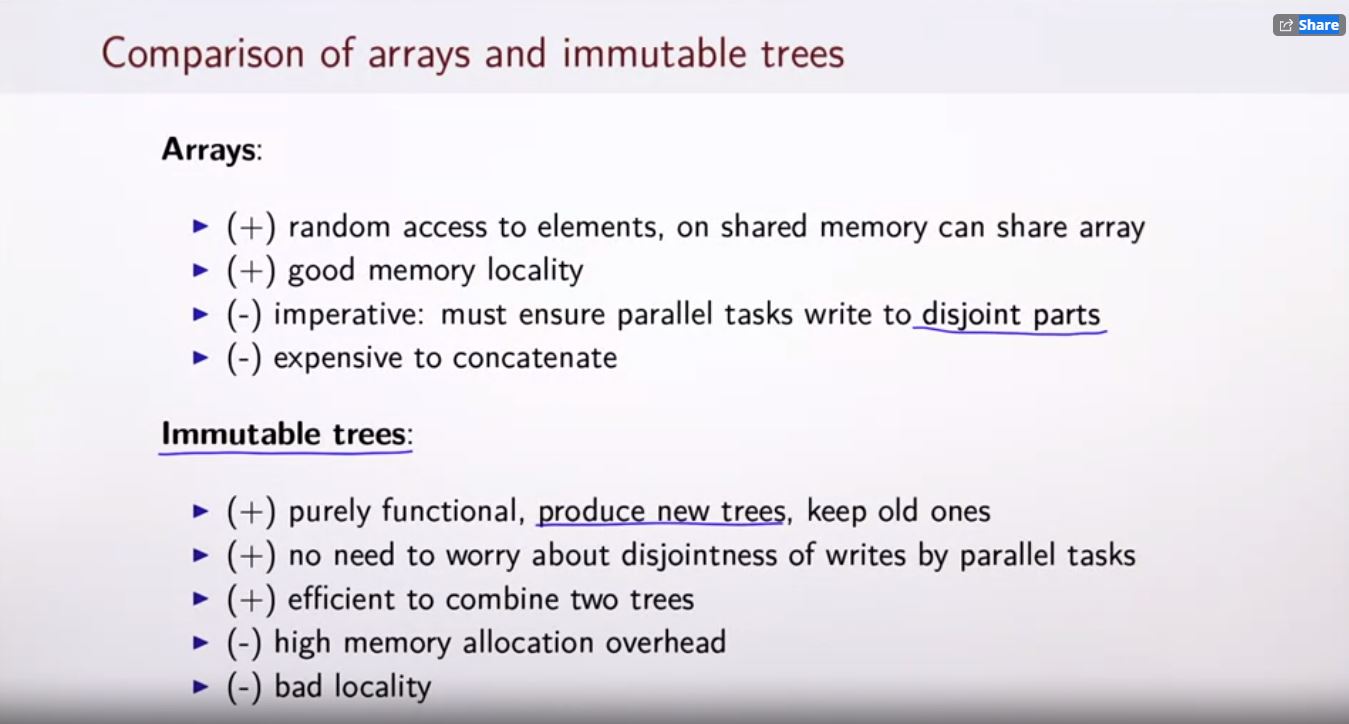 Share
Comparison of arrays and immutable trees
Arrays:
▶ (+) random access to elements, on shared memory can share array
▶ (+) good memory locality
▶ (-) imperative: must ensure parallel tasks write to disjoint parts
▶ (-) expensive to concatenate
Immutable trees:
▶ (+) purely functional, produce new trees, keep old ones
▶ (+) no need to worry about disjointness of writes by parallel tasks
▶ (+) efficient to combine two trees
▶ (-) high memory allocation overhead
▶ (-) bad locality